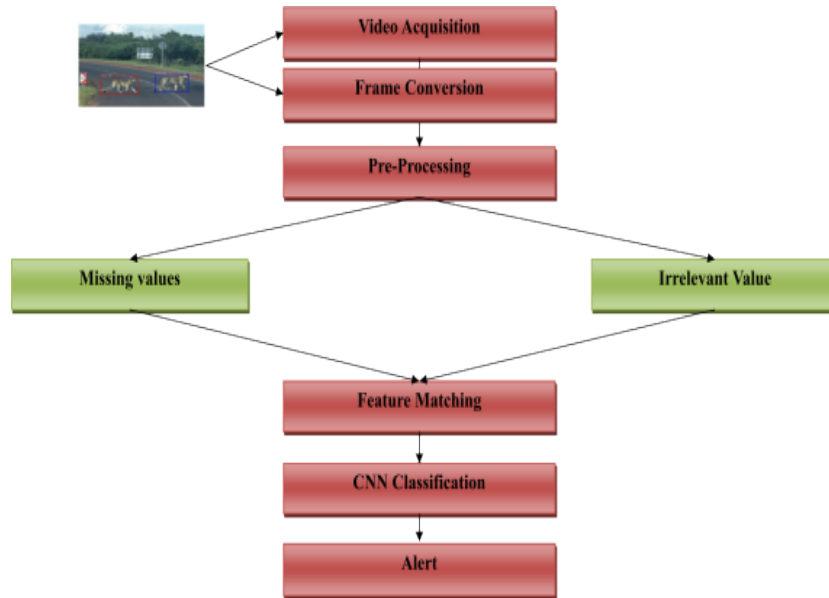 Video Acquisition
Frame Conversion
Pre-Processing
Missing values
Irrelevant Value
Feature Matching
CNN Classification
Alert